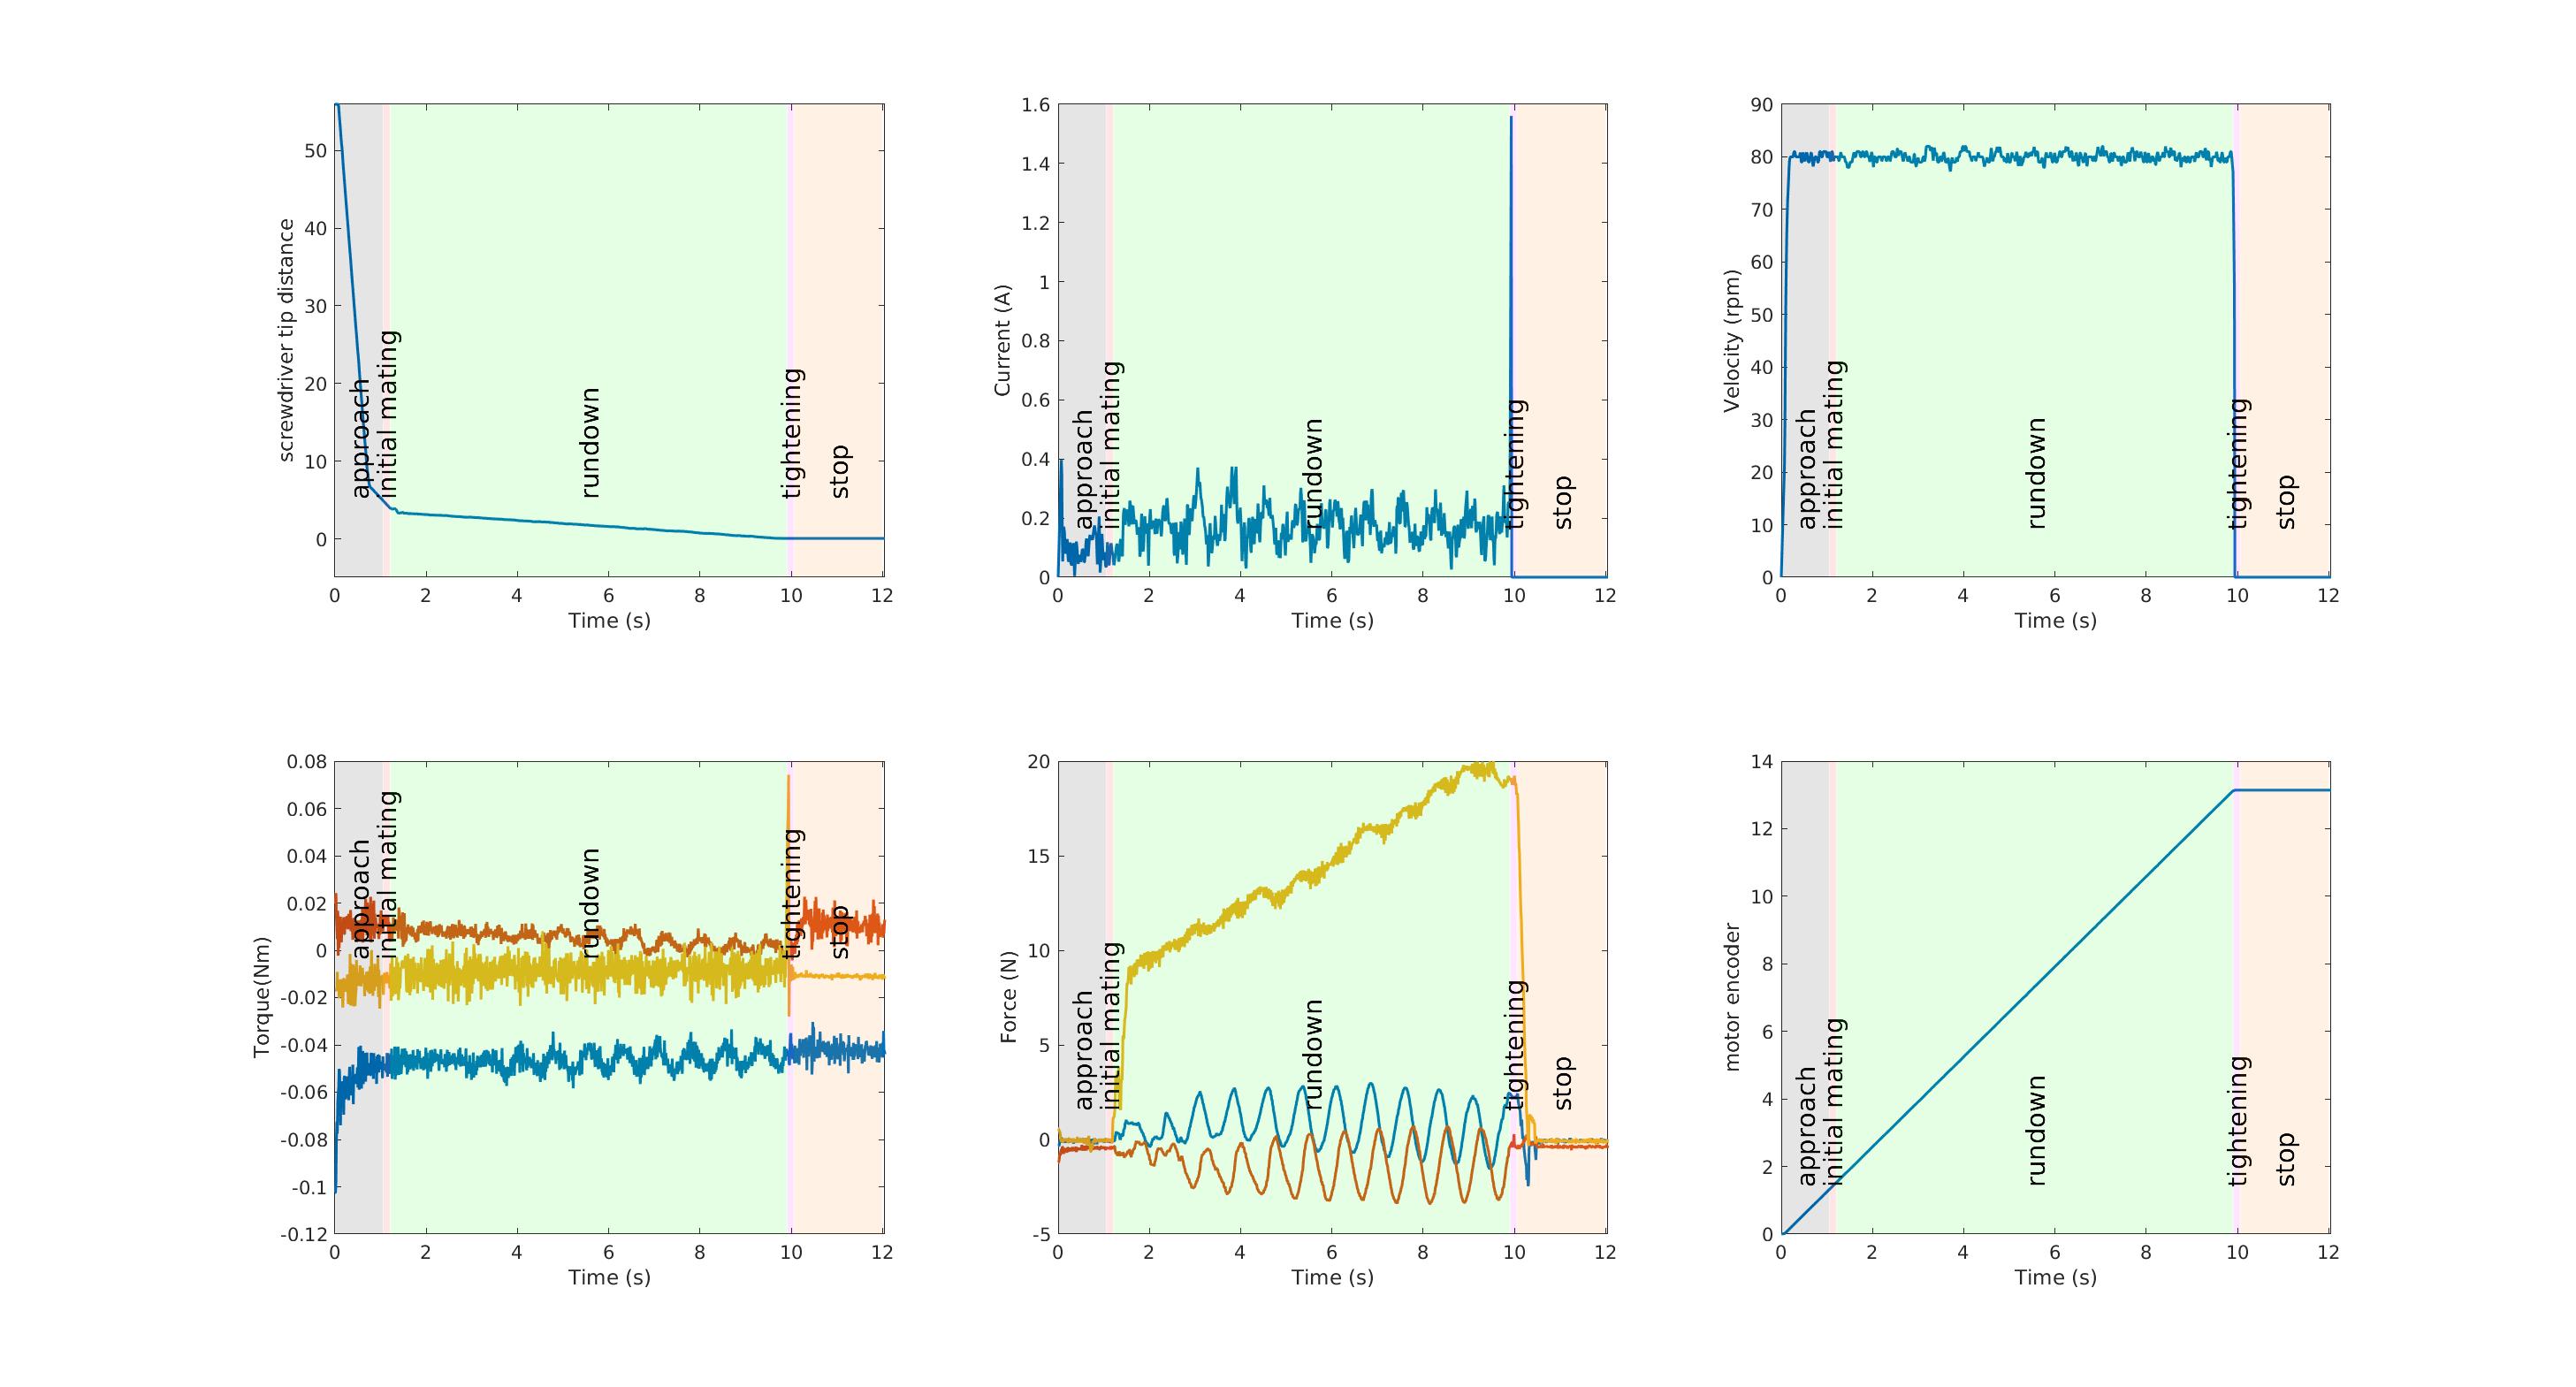 screwdriver tip distance
50
40
30
20
10
0
approach
initial mating
rundown
tightening
stop
0 2 4 6 8 10 12
Time (s)
Current (A)
1.6
1.4
1.2
1
0.8
0.6
0.4
0.2
0
approach
initial mating
rundown
tightening
stop
0 2 4 6 8 10 12
Time (s)
Velocity (rpm)
90
80
70
60
50
40
30
20
10
0
approach
initial mating
rundown
tightening
stop
0 2 4 6 8 10 12
Time (s)
Torque(Nm)
0.08
0.06
0.04
0.02
0
-0.02
-0.04
-0.06
-0.08
-0.1
-0.12
approach
initial mating
rundown
tightening
stop
0 2 4 6 8 10 12
Time (s)
Force (N)
20
15
10
5
0
-5
approach
initial mating
rundown
tightening
stop
0 2 4 6 8 10 12
Time (s)
motor encoder
14
12
10
8
6
4
2
0
approach
initial mating
rundown
tightening
stop
0 2 4 6 8 10 12
Time (s)